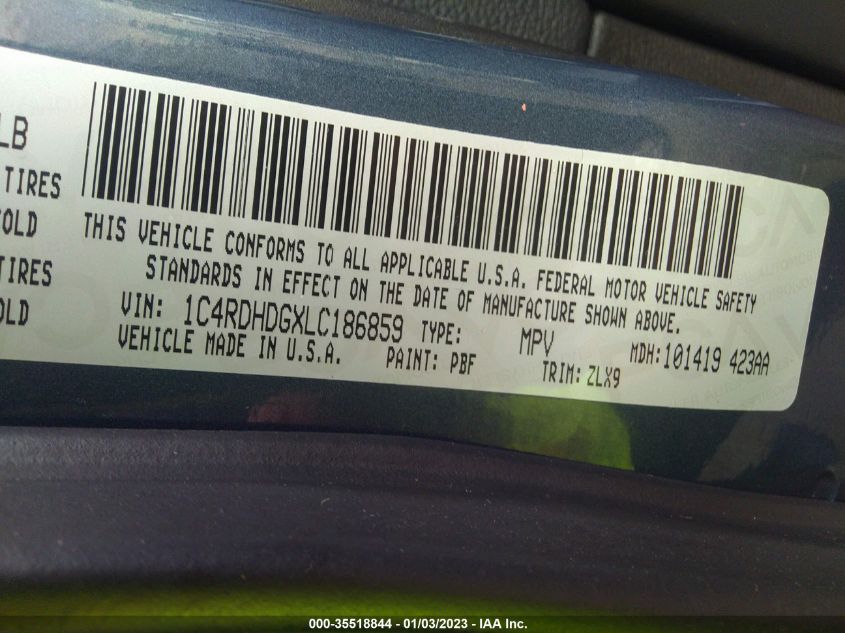 LB
TIRES
OLD
TIRES
OLD
THIS VEHICLE CONFORMS TO ALL APPLICABLE U.S.A. FEDERAL MOTOR VEHICLE SAFETY
STANDARDS IN EFFECT ON THE DATE OF MANUFACTURE SHOWN ABOVE.
VIN: 1C4RDHDGXLC186859 TYPE: MPV MDH:101419 423AA
VEHICLE MADE IN U.S.A. PAINT: PBF TRIM: ZLX9
000-35518844 - 01/03/2023 - IAA Inc.